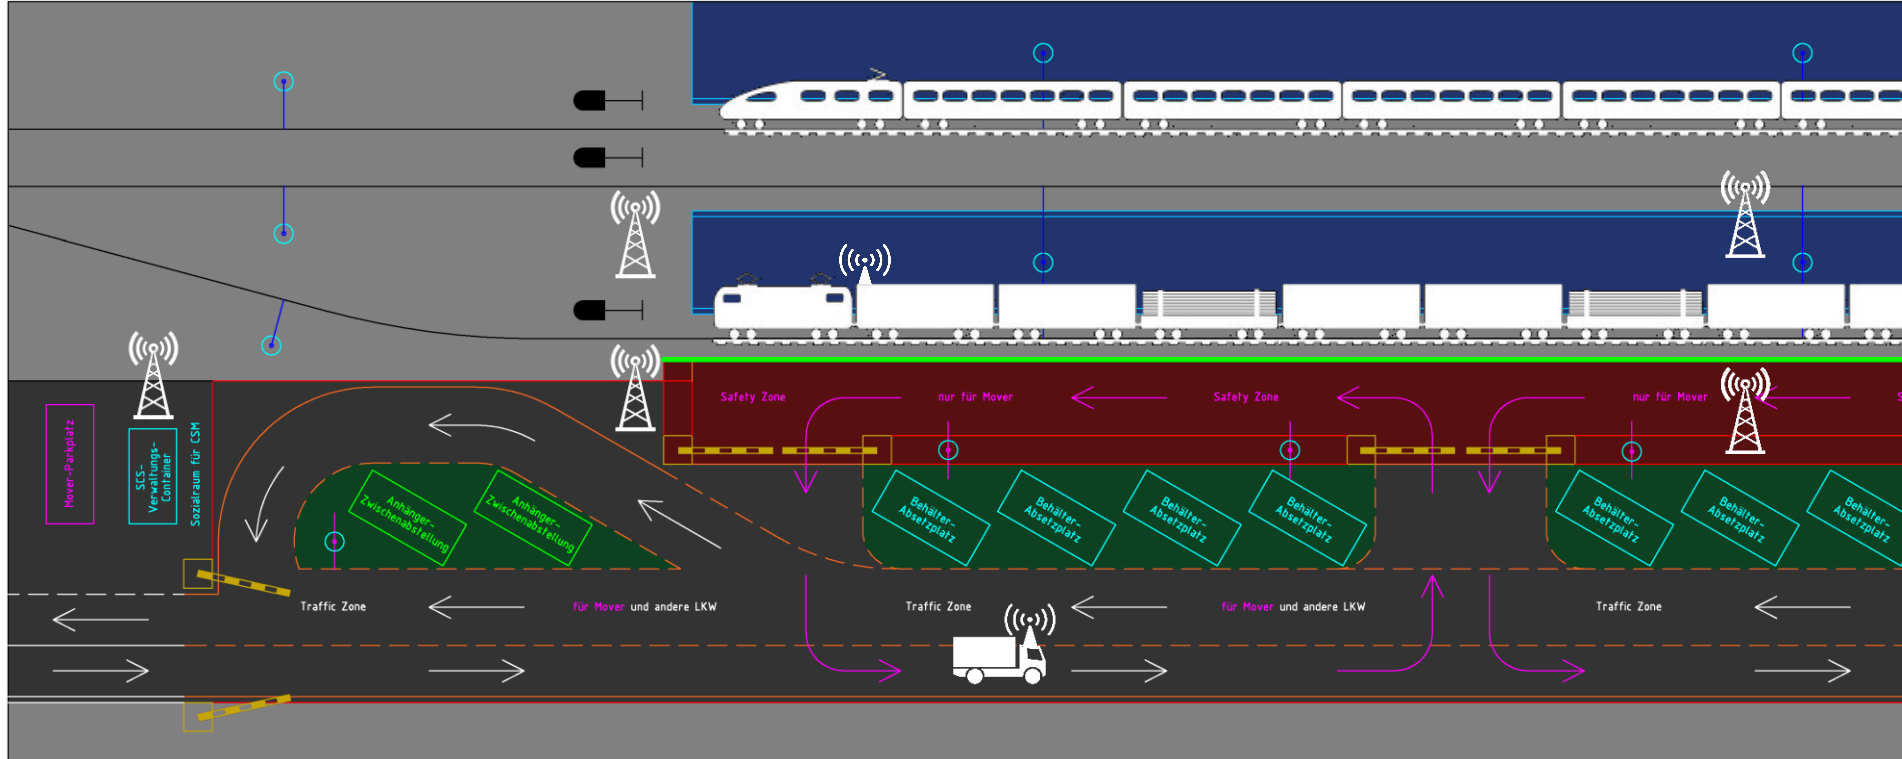 Safety Zone
nur für Mover
Safety Zone
nur für Mover
S
Mover-Parkplatz
SCS-
Verwaltungs-
Container
Sozialraum für CSM
Anhänger-
Zwischenabstellung
Anhänger-
Zwischenabstellung
Behälter-
Absetzplatz
Behälter-
Absetzplatz
Behälter-
Absetzplatz
Behälter-
Absetzplatz
Behälter-
Absetzplatz
Behälter-
Absetzplatz
Behälter-
Absetzplatz
Traffic Zone
für Mover und andere LKW
Traffic Zone
für Mover und andere LKW
Traffic Zone